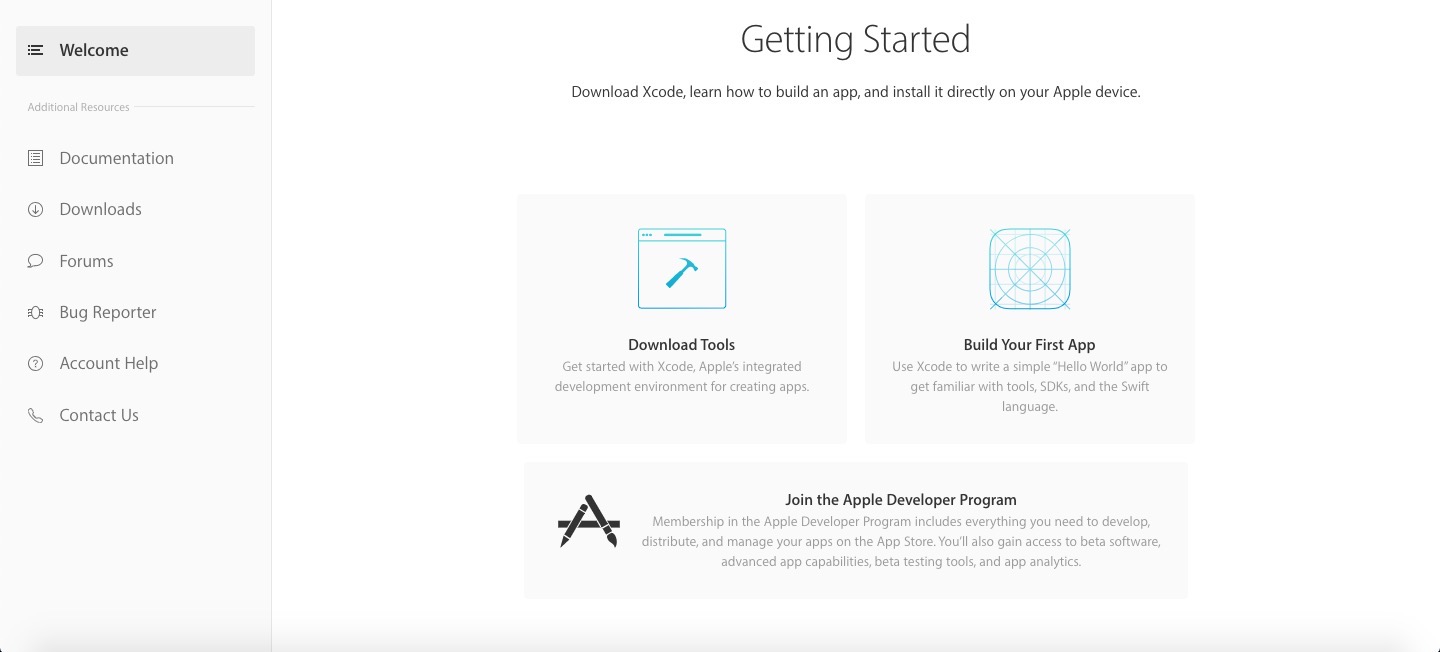 Welcome
Additional Resources
Documentation
Downloads
Forums
Bug Reporter
Account Help
Contact Us
Getting Started
Download Xcode, learn how to build an app, and install it directly on your Apple device.
Download Tools
Get started with Xcode, Apple's integrated
development environment for creating apps.
Build Your First App
Use Xcode to write a simple “Hello World” app to
get familiar with tools, SDKs, and the Swift
language.
Join the Apple Developer Program
Membership in the Apple Developer Program includes everything you need to develop,
distribute, and manage your apps on the App Store. You'll also gain access to beta software,
advanced app capabilities, beta testing tools, and app analytics.